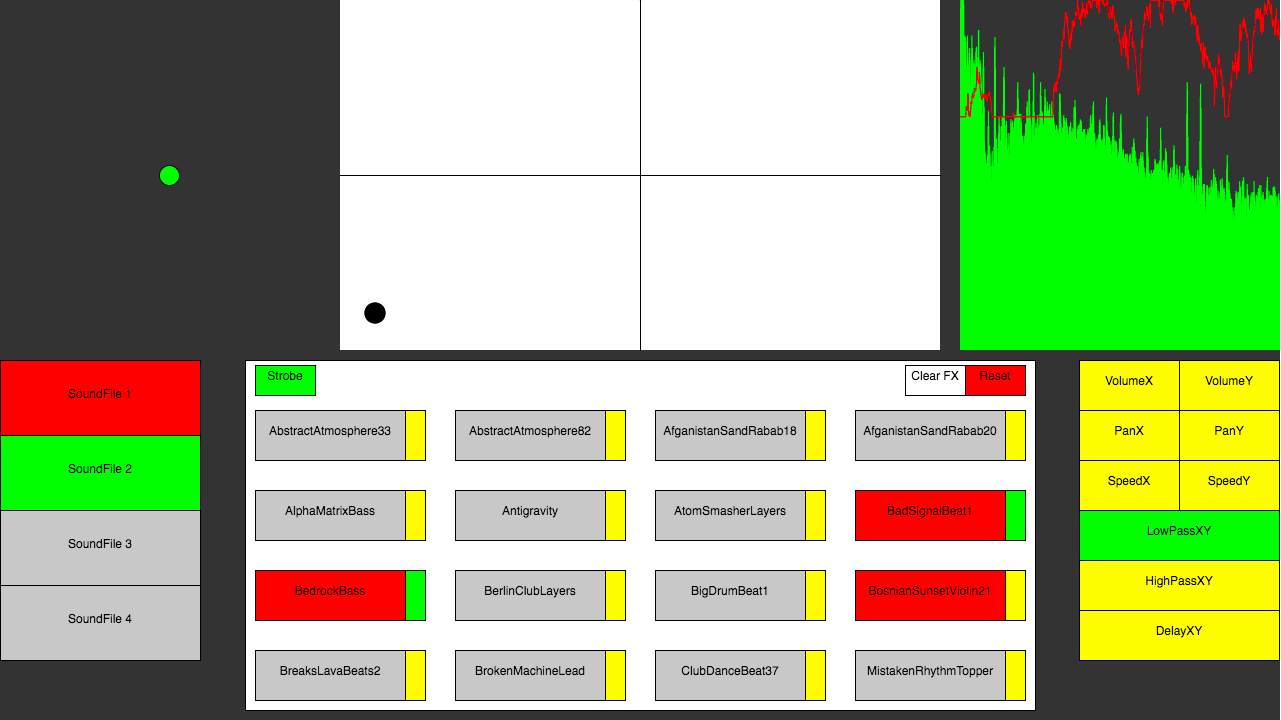 SoundFile 1
SoundFile 2
SoundFile 3
SoundFile 4
Strobe
Clear FX
Reset
AbstractAtmosphere33
AbstractAtmosphere82
AfganistanSandRabab18
AfganistanSandRabab20
AlphaMatrixBass
Antigravity
AtomSmasherLayers
BadSignalBeat1
BedrockBass
BerlinClubLayers
BigDrumBeat1
BosnianSunsetViolin21
BreaksLavaBeats2
BrokenMachineLead
ClubDanceBeat37
MistakenRhythmTopper
VolumeX
VolumeY
PanX
PanY
SpeedX
SpeedY
LowPassXY
HighPassXY
DelayXY